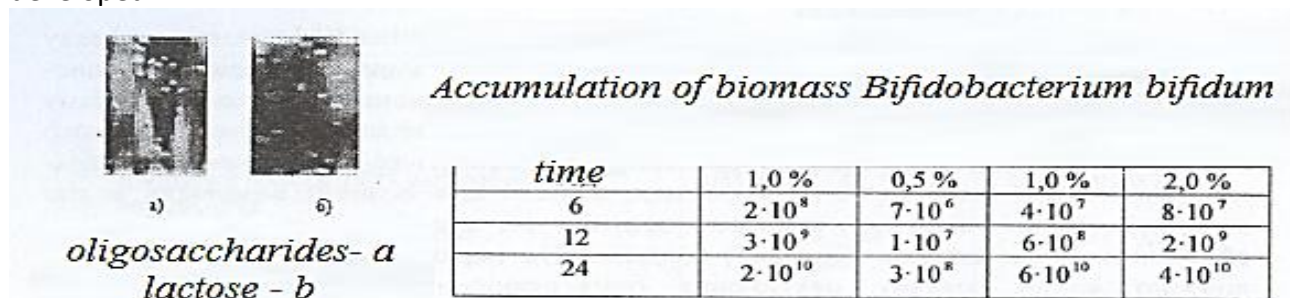 Accumulation of biomass Bifidobacterium bifidum
time 1,0 % 0,5 % 1,0 % 2,0 %
6 2·10⁸ 7·10⁶ 4·10⁷ 8·10⁷
12 3·10⁹ 1·10⁷ 6·10⁸ 2·10⁹
24 2·10¹⁰ 3·10⁸ 6·10¹⁰ 4·10¹⁰
а) б)
oligosaccharides- a
lactose - b